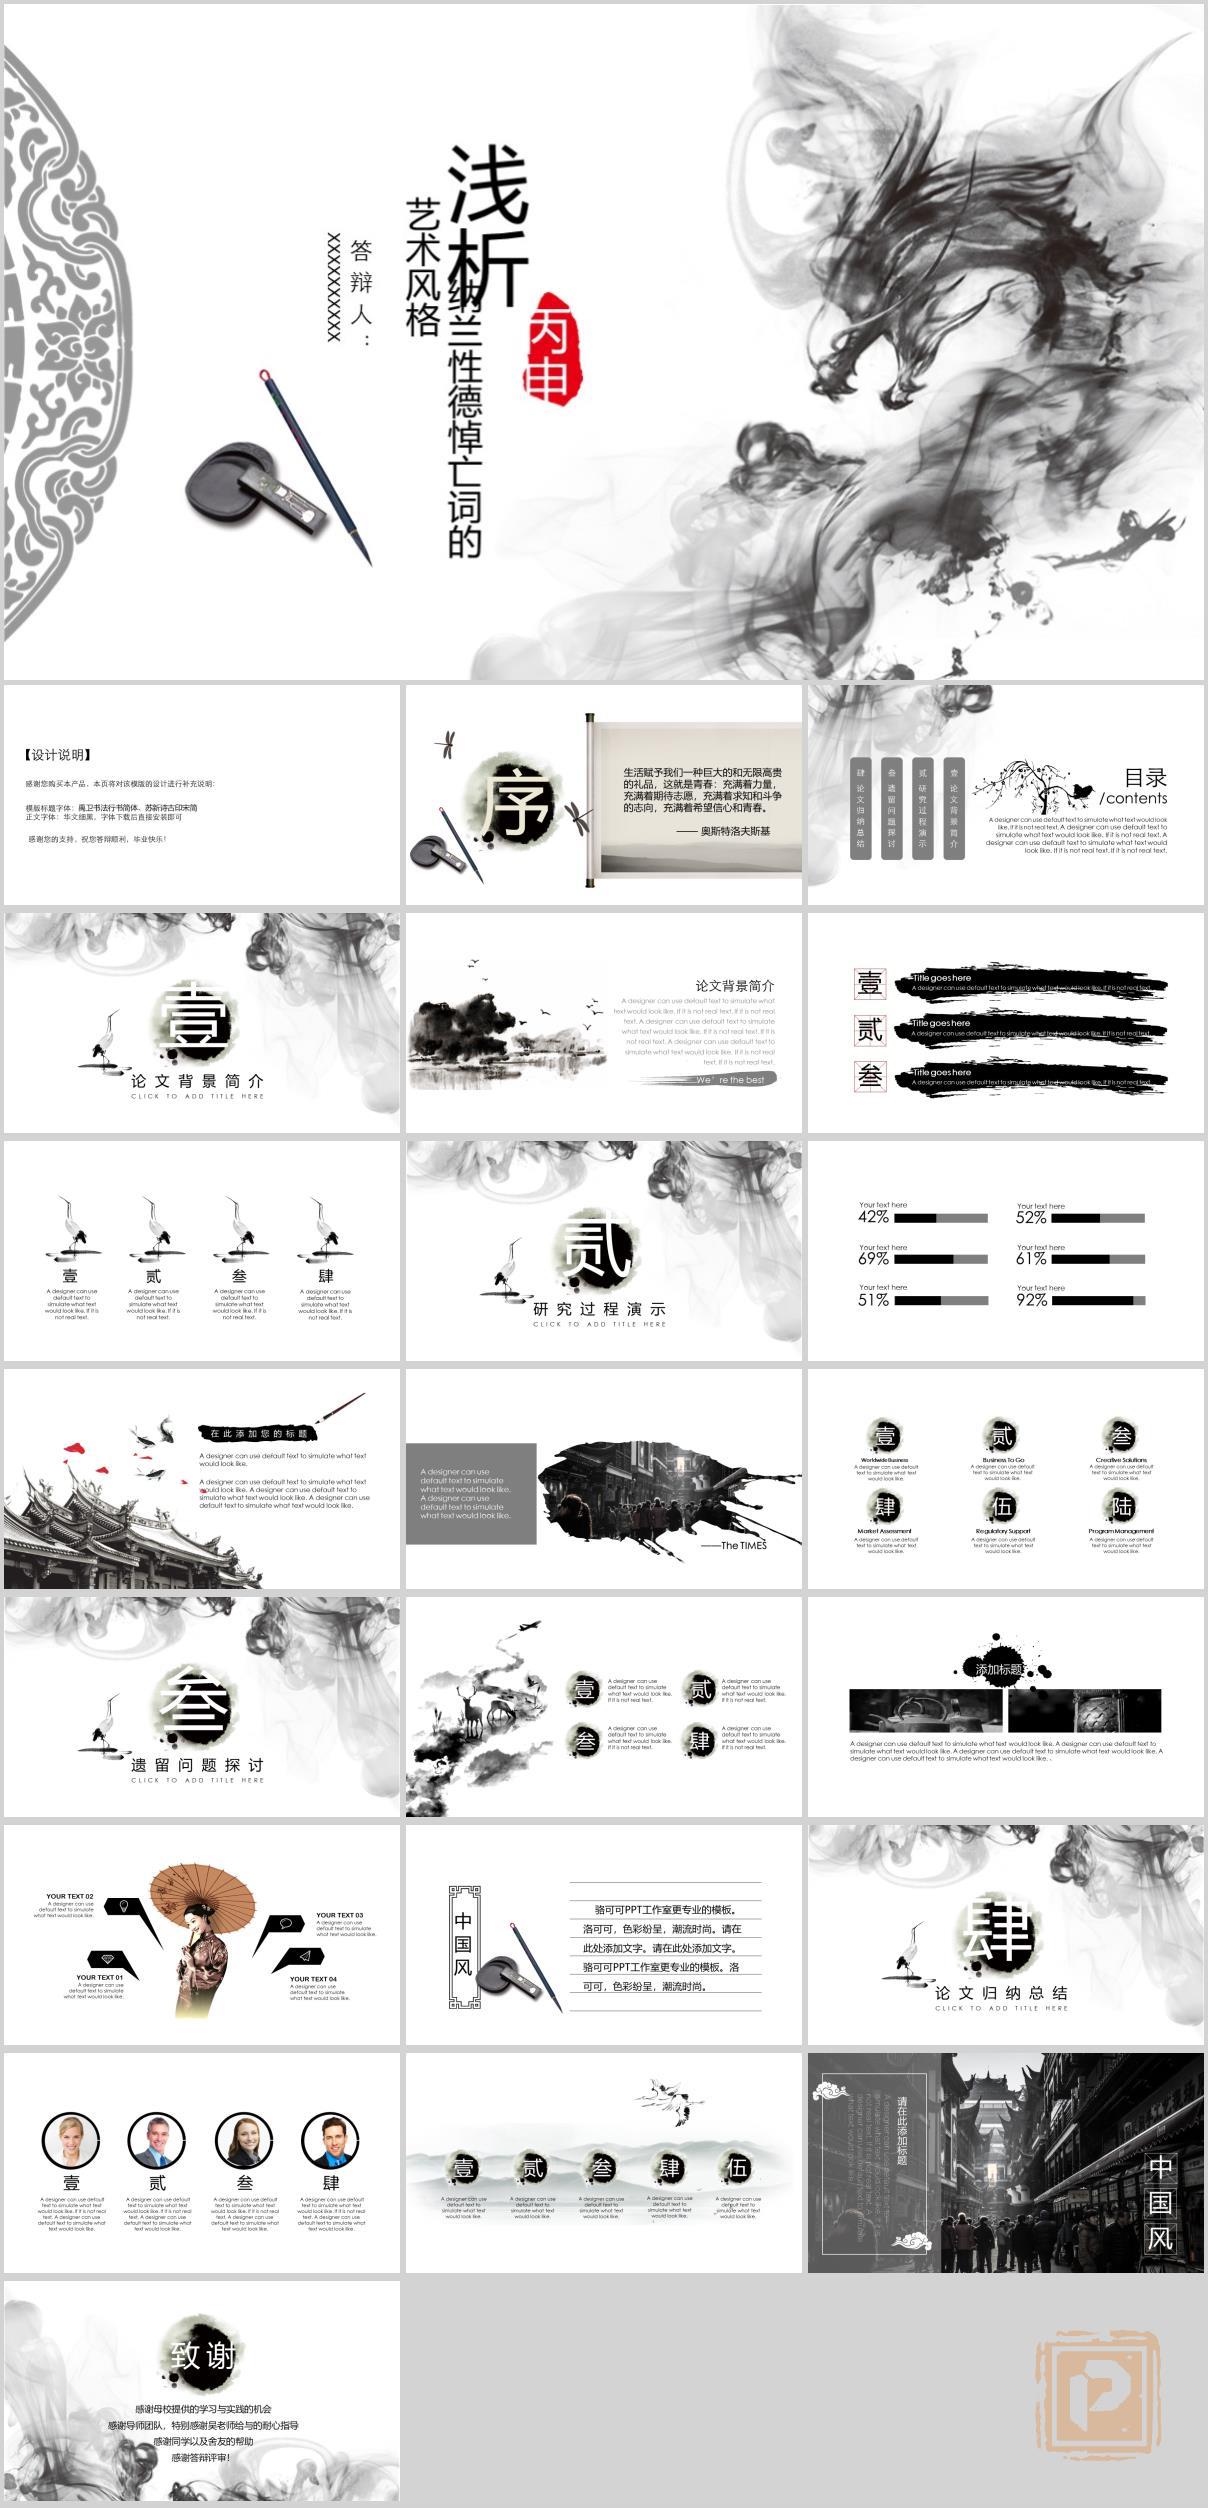 浅析
纳兰性德悼亡词的
艺术风格
答辩人：
XXXXXXXXX
丙申
【设计说明】
感谢您购买本产品，本页将对该模版的设计进行补充说明：
模版标题字体：禹卫书法行书简体、苏新诗古印宋简
正文字体：华文细黑，字体下载后直接安装即可
感谢您的支持，祝您答辩顺利，毕业快乐！
序
生活赋予我们一种巨大的和无限高贵
的礼品，这就是青春：充满着力量，
充满着期待志愿，充满着求知和斗争
的志向，充满着希望信心和青春。
—— 奥斯特洛夫斯基
目录
/contents
A designer can use default text to simulate what text would look
like. If it is not real text. A designer can use default text to
simulate what text would look like. If it is not real text. A
designer can use default text to simulate what text would
look like. If it is not real text. If it is not real text.
壹 论文背景简介
贰 研究过程演示
叁 遗留问题探讨
肆 论文归纳总结
壹
论文背景简介
CLICK TO ADD TITLE HERE
论文背景简介
A designer can use default text to simulate what
text would look like. If it is not real text. If it is not real
text. A designer can use default text to simulate
what text would look like. If it is not real text. If it is
not real text. A designer can use default text to
simulate what text would look like. If it is not real
text. If it is not real text.
We’re the best
壹
Title goes here
A designer can use default text to simulate what text would look like. If it is not real text.
贰
Title goes here
A designer can use default text to simulate what text would look like. If it is not real text.
叁
Title goes here
A designer can use default text to simulate what text would look like. If it is not real text.
壹
A designer can use
default text to
simulate what text
would look like. If it is
not real text.
贰
A designer can use
default text to
simulate what text
would look like. If it is
not real text.
叁
A designer can use
default text to
simulate what text
would look like. If it is
not real text.
肆
A designer can use
default text to
simulate what text
would look like. If it is
not real text.
贰
研究过程演示
CLICK TO ADD TITLE HERE
Your text here
42%
Your text here
52%
Your text here
69%
Your text here
61%
Your text here
51%
Your text here
92%
在此添加您的标题
A designer can use default text to simulate what text
would look like.
A designer can use default text to simulate what text
would look like. A designer can use default text to
simulate what text would look like. A designer can use
default text to simulate what text would look like.
A designer can use
default text to simulate
what text would look like.
A designer can use
default text to simulate
what text would look like.
——The TIMES
壹
Worldwide Business
A designer can use default
text to simulate what text
would look like.
贰
Business To Go
A designer can use default
text to simulate what text
would look like.
叁
Creative Solutions
A designer can use default
text to simulate what text
would look like.
肆
Market Assessment
A designer can use default
text to simulate what text
would look like.
伍
Regulatory Support
A designer can use default
text to simulate what text
would look like.
陆
Program Management
A designer can use default
text to simulate what text
would look like.
叁
遗留问题探讨
CLICK TO ADD TITLE HERE
壹
A designer can use
default text to simulate
what text would look like.
If it is not real text.
贰
A designer can use
default text to simulate
what text would look like.
If it is not real text.
叁
A designer can use
default text to simulate
what text would look like.
If it is not real text.
肆
A designer can use
default text to simulate
what text would look like.
If it is not real text.
添加标题
A designer can use default text to simulate what text would look like. A designer can use default text to
simulate what text would look like. A designer can use default text to simulate what text would look like. A
designer can use default text to simulate what text would look like. .
YOUR TEXT 02
A designer can use
default text to simulate
what text would look like.
YOUR TEXT 01
A designer can use
default text to simulate
what text would look like.
YOUR TEXT 03
A designer can use
default text to simulate
what text would look like.
YOUR TEXT 04
A designer can use
default text to simulate
what text would look like.
中国风
骆可可PPT工作室更专业的模板。
洛可可，色彩纷呈，潮流时尚。请在
此处添加文字。请在此处添加文字。
骆可可PPT工作室更专业的模板。洛
可可，色彩纷呈，潮流时尚。
肆
论文归纳总结
CLICK TO ADD TITLE HERE
壹
A designer can use default
text to simulate what text
would look like. If it is not real
text. A designer can use
default text to simulate what
text would look like.
贰
A designer can use default
text to simulate what text
would look like. If it is not real
text. A designer can use
default text to simulate what
text would look like.
叁
A designer can use default
text to simulate what text
would look like. If it is not real
text. A designer can use
default text to simulate what
text would look like.
肆
A designer can use default
text to simulate what text
would look like. If it is not real
text. A designer can use
default text to simulate what
text would look like.
壹
A designer can use
default text to
simulate what text
would look like.
贰
A designer can use
default text to
simulate what text
would look like.
叁
A designer can use
default text to
simulate what text
would look like.
肆
A designer can use
default text to
simulate what text
would look like.
伍
A designer can use
default text to
simulate what text
would look like.
请在此添加标题
中国风
致谢
感谢母校提供的学习与实践的机会
感谢导师团队，特别感谢吴老师给与的耐心指导
感谢同学以及舍友的帮助
感谢答辩评审！